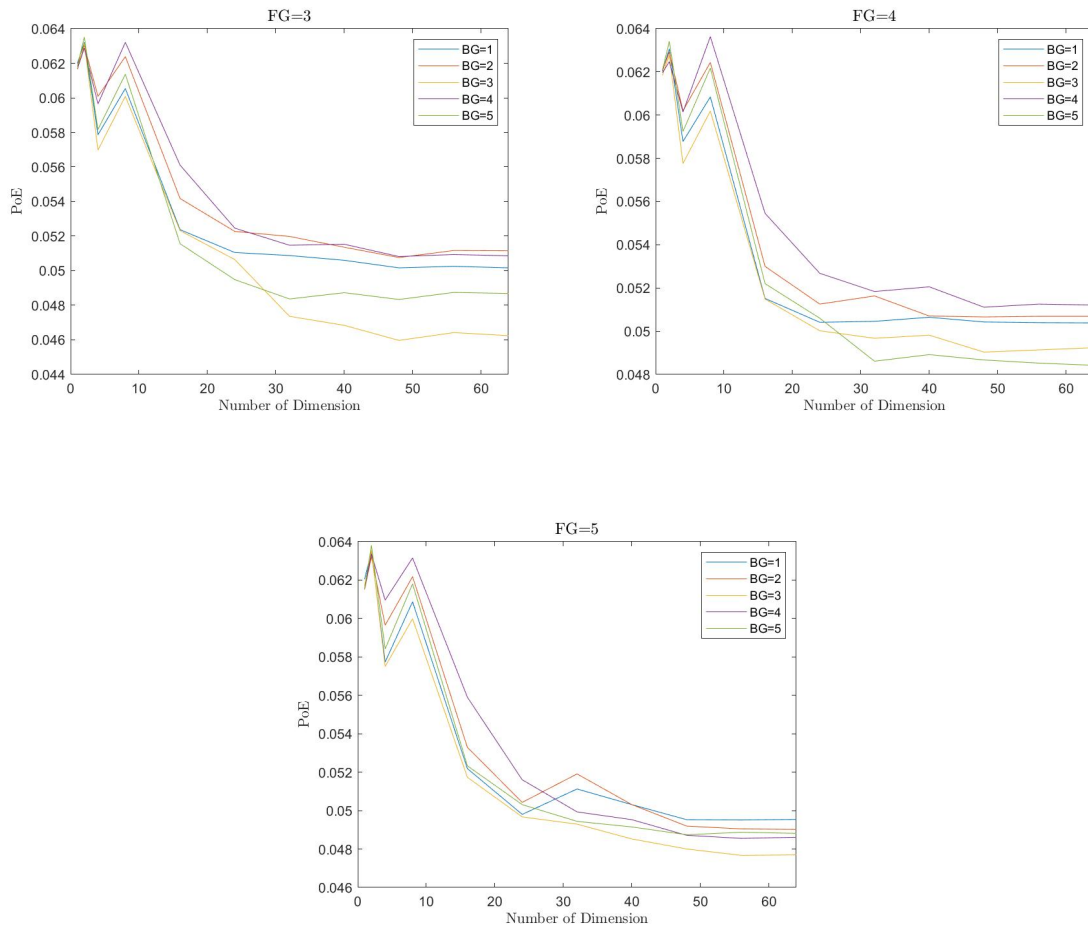 FG=3
0.064
0.062
0.06
0.058
0.056
0.054
0.052
0.05
0.048
0.046
0.044
PoE
0 10 20 30 40 50 60
Number of Dimension
BG=1
BG=2
BG=3
BG=4
BG=5
FG=4
0.064
0.062
0.06
0.058
0.056
0.054
0.052
0.05
0.048
PoE
0 10 20 30 40 50 60
Number of Dimension
BG=1
BG=2
BG=3
BG=4
BG=5
FG=5
0.064
0.062
0.06
0.058
0.056
0.054
0.052
0.05
0.048
0.046
PoE
0 10 20 30 40 50 60
Number of Dimension
BG=1
BG=2
BG=3
BG=4
BG=5